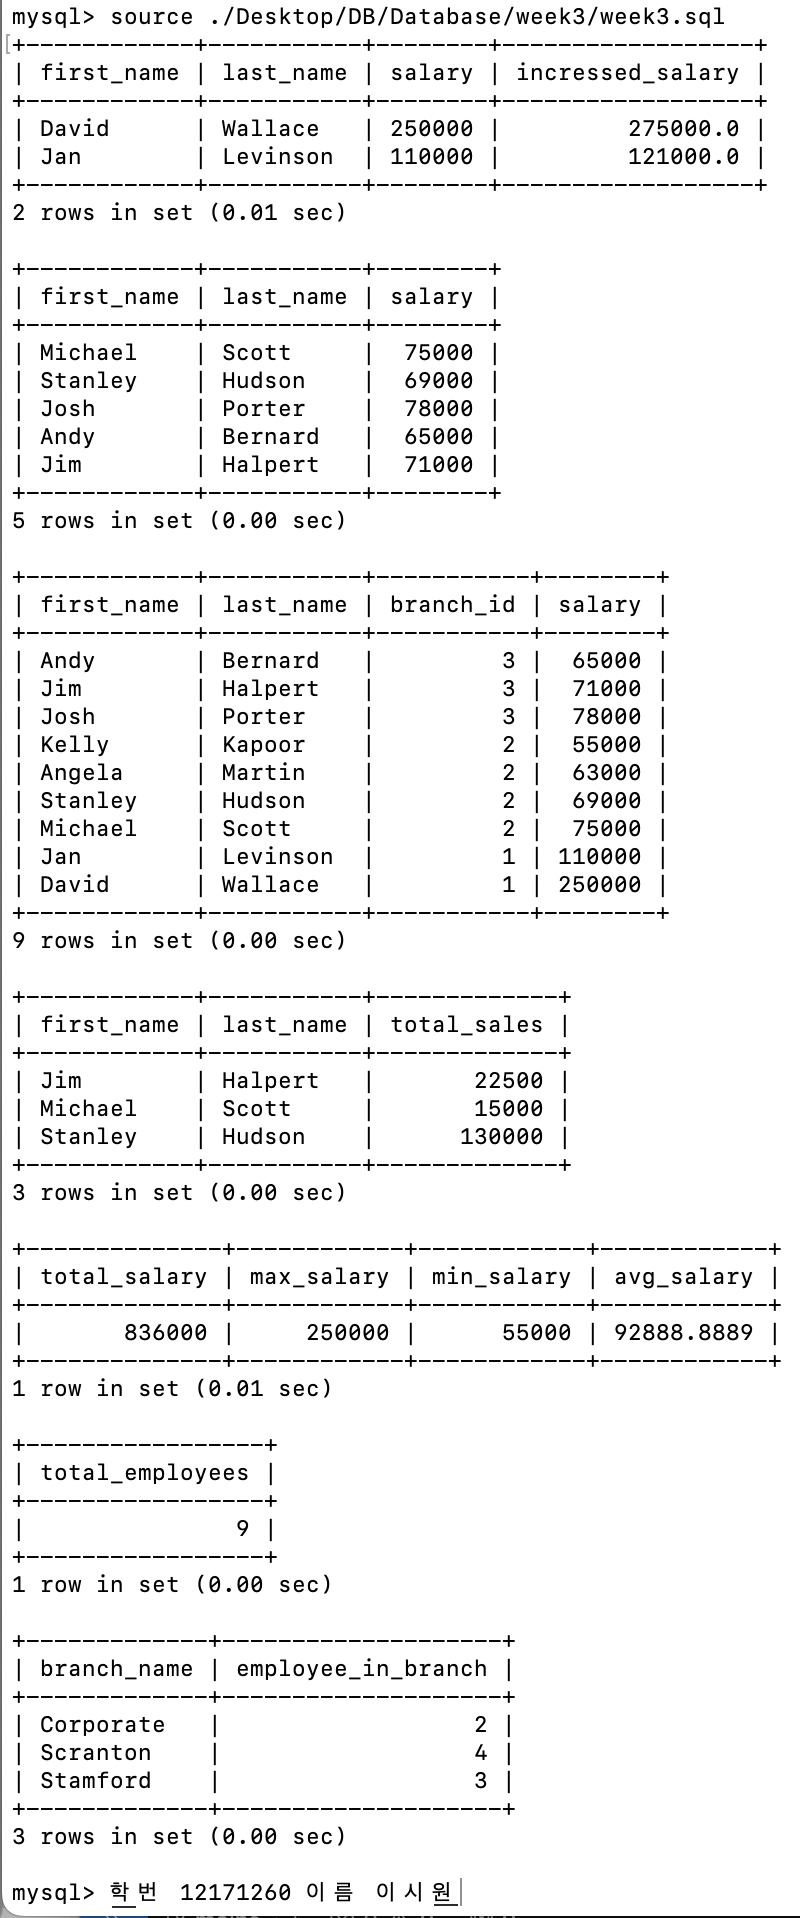 mysql> source ./Desktop/DB/Database/week3/week3.sql
+------------+-----------+--------+------------------+
| first_name | last_name | salary | incressed_salary |
+------------+-----------+--------+------------------+
| David      | Wallace   | 250000 |         275000.0 |
| Jan        | Levinson  | 110000 |         121000.0 |
+------------+-----------+--------+------------------+
2 rows in set (0.01 sec)

+------------+-----------+--------+
| first_name | last_name | salary |
+------------+-----------+--------+
| Michael    | Scott     |  75000 |
| Stanley    | Hudson    |  69000 |
| Josh       | Porter    |  78000 |
| Andy       | Bernard   |  65000 |
| Jim        | Halpert   |  71000 |
+------------+-----------+--------+
5 rows in set (0.00 sec)

+------------+-----------+-----------+--------+
| first_name | last_name | branch_id | salary |
+------------+-----------+-----------+--------+
| Andy       | Bernard   |         3 |  65000 |
| Jim        | Halpert   |         3 |  71000 |
| Josh       | Porter    |         3 |  78000 |
| Kelly      | Kapoor    |         2 |  55000 |
| Angela     | Martin    |         2 |  63000 |
| Stanley    | Hudson    |         2 |  69000 |
| Michael    | Scott     |         2 |  75000 |
| Jan        | Levinson  |         1 | 110000 |
| David      | Wallace   |         1 | 250000 |
+------------+-----------+-----------+--------+
9 rows in set (0.00 sec)

+------------+-----------+-------------+
| first_name | last_name | total_sales |
+------------+-----------+-------------+
| Jim        | Halpert   |       22500 |
| Michael    | Scott     |       15000 |
| Stanley    | Hudson    |      130000 |
+------------+-----------+-------------+
3 rows in set (0.00 sec)

+--------------+------------+------------+------------+
| total_salary | max_salary | min_salary | avg_salary |
+--------------+------------+------------+------------+
|       836000 |     250000 |      55000 | 92888.8889 |
+--------------+------------+------------+------------+
1 row in set (0.01 sec)

+-----------------+
| total_employees |
+-----------------+
|               9 |
+-----------------+
1 row in set (0.00 sec)

+-------------+--------------------+
| branch_name | employee_in_branch |
+-------------+--------------------+
| Corporate   |                  2 |
| Scranton    |                  4 |
| Stamford    |                  3 |
+-------------+--------------------+
3 rows in set (0.00 sec)

mysql> 학번 12171260 이름 이시원